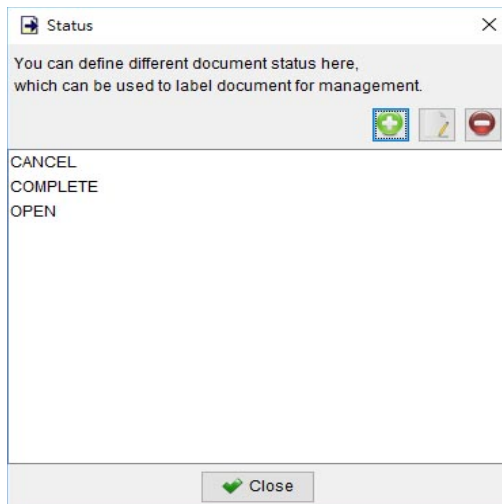 Status
You can define different document status here,
which can be used to label document for management.
CANCEL
COMPLETE
OPEN
Close